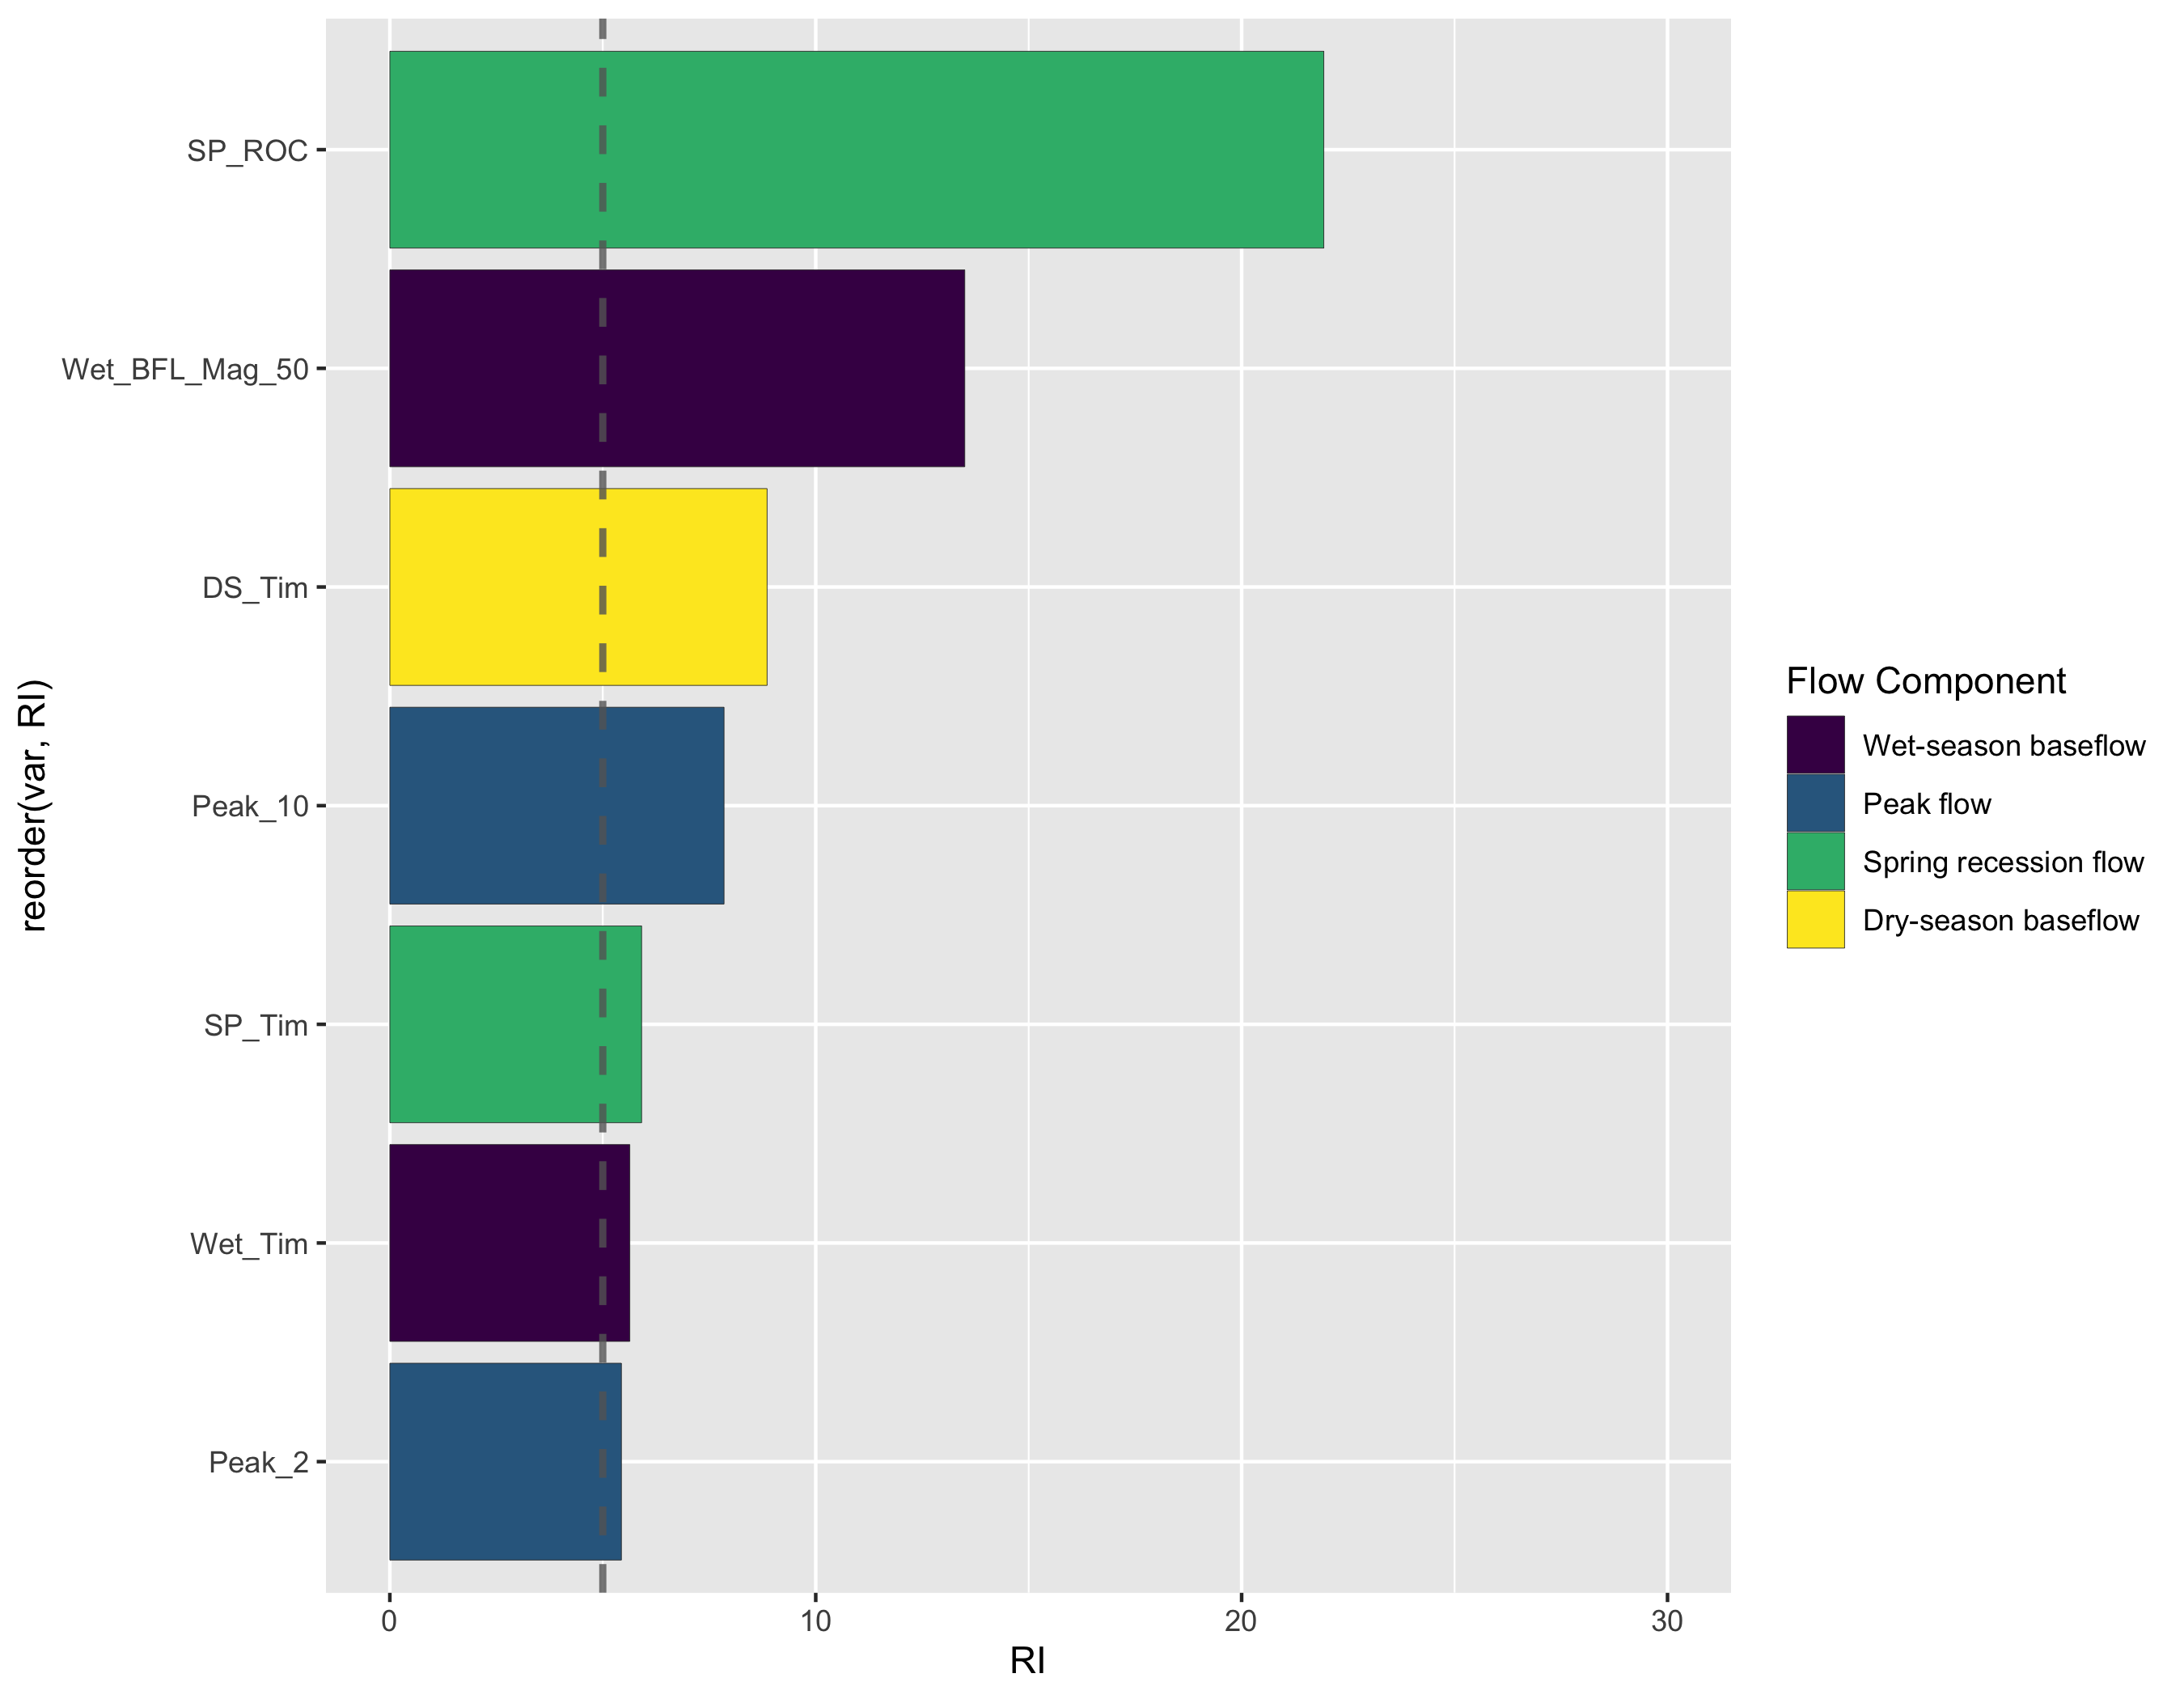 reorder(var, RI)
SP_ROC
Wet_BFL_Mag_50
DS_Tim
Peak_10
SP_Tim
Wet_Tim
Peak_2
0 10 20 30
RI
Flow Component
Wet-season baseflow
Peak flow
Spring recession flow
Dry-season baseflow